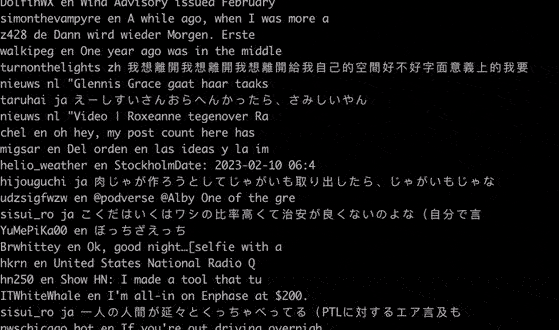 DolfinWX en Wind Advisory issued February
simonthevampyre en A while ago, when I was more a
z428 de Dann wird wieder Morgen. Erste
walkipeg en One year ago was in the middle
turnonthelights zh 我想離開我想離開我想離開給我自己的空間好不好字面意義上的我要
nieuws nl "Glennis Grace gaat haar taaks
taruhai ja えーしすいさんおらへんかったら、さみしいやん
nieuws nl "Video | Roxeanne tegenover Ra
chel en oh hey, my post count here has
migsar en Del orden en las ideas y la im
helio_weather en StockholmDate: 2023-02-10 06:4
hijouguchi ja 肉じゃが作ろうとしてじゃがいも取り出したら、じゃがいもじゃな
udzsigfwzw en @podverse @Alby One of the gre
sisui_ro ja こくだはいくはワシの比率高くて治安が良くないのよな（自分で言
YuMePiKa00 en ぼっちざえっち
Brwhittey en Ok, good night…[selfie with a
hkrn en United States National Radio Q
hn250 en Show HN: I made a tool that tu
ITWhiteWhale en I'm all-in on Enphase at $200.
sisui_ro ja 一人の人間が延々とくっちゃべってる（PTLに対するエア言及も
nwschicago_bot en If you're out driving overnigh